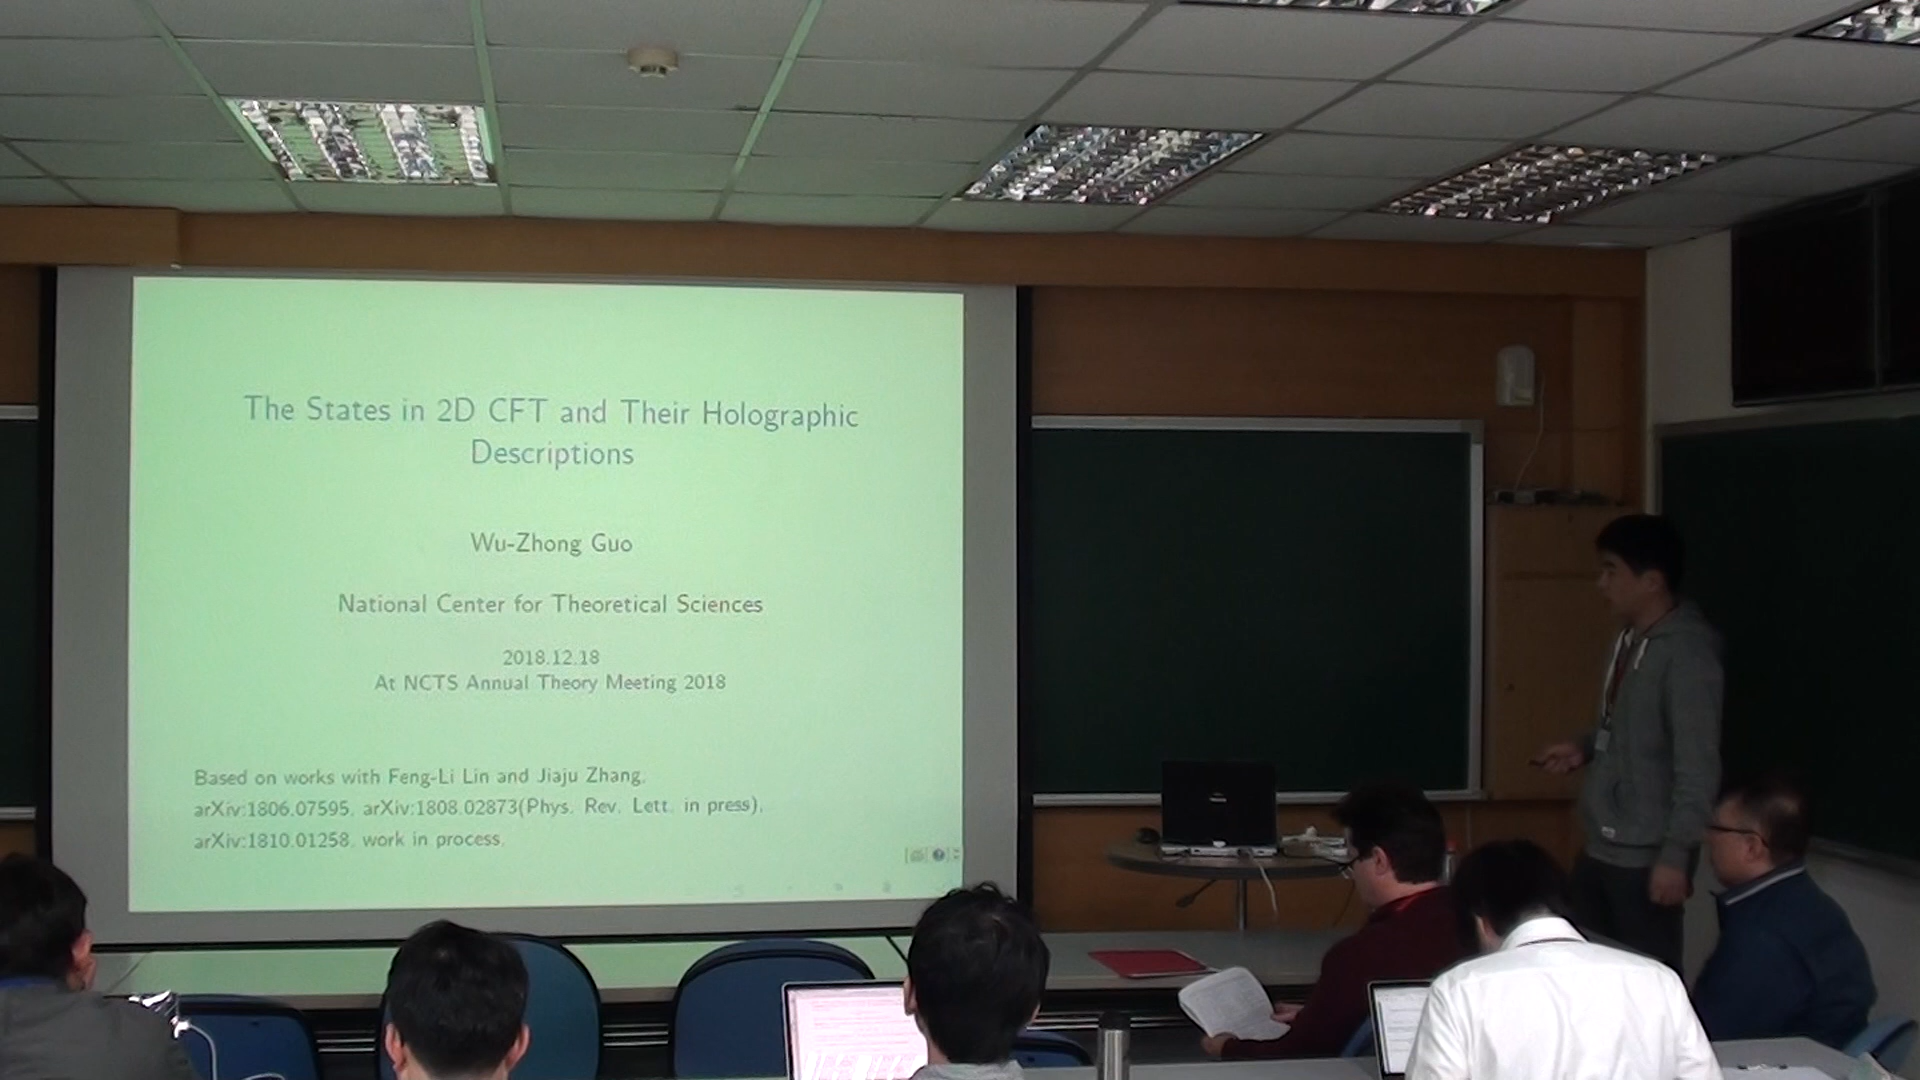 The States in 2D CFT and Their Holographic
Descriptions
Wu-Zhong Guo
National Center for Theoretical Sciences
2018.12.18
At NCTS Annual Theory Meeting 2018
Based on works with Feng-Li Lin and Jiaju Zhang,
arXiv:1806.07595, arXiv:1808.02873(Phys. Rev. Lett. in press),
arXiv:1810.01258, work in process.